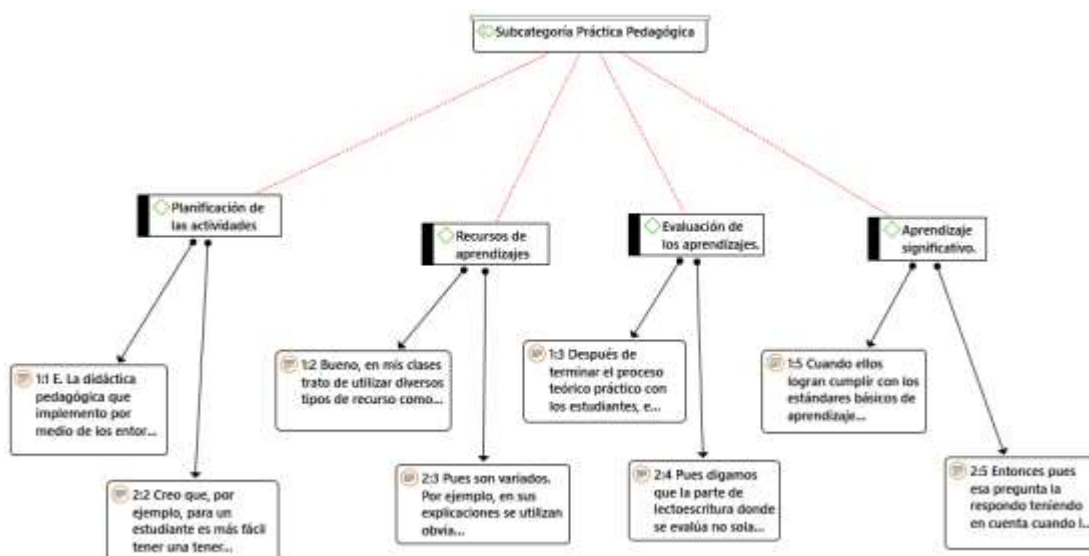 Subcategoría Práctica Pedagógica
Planificación de
las actividades
Recursos de
aprendizajes
Evaluación de
los aprendizajes.
Aprendizaje
significativo.
1:1 E. La didáctica
pedagógica que
implemento por
medio de los entor...
1:2 Bueno, en mis clases
trato de utilizar diversos
tipos de recurso como...
1:3 Después de
terminar el proceso
teórico práctico con
los estudiantes, e...
1:5 Cuando ellos
logran cumplir con los
estándares básicos de
aprendizaje...
2:2 Creo que, por
ejemplo, para un
estudiante es más fácil
tener una tener...
2:3 Pues son variados.
Por ejemplo, en sus
explicaciones se utilizan
obvia...
2:4 Pues digamos
que la parte de
lectoescritura donde
se evalúa no sola...
2:5 Entonces pues
esa pregunta la
respondo teniendo
en cuenta cuando l...